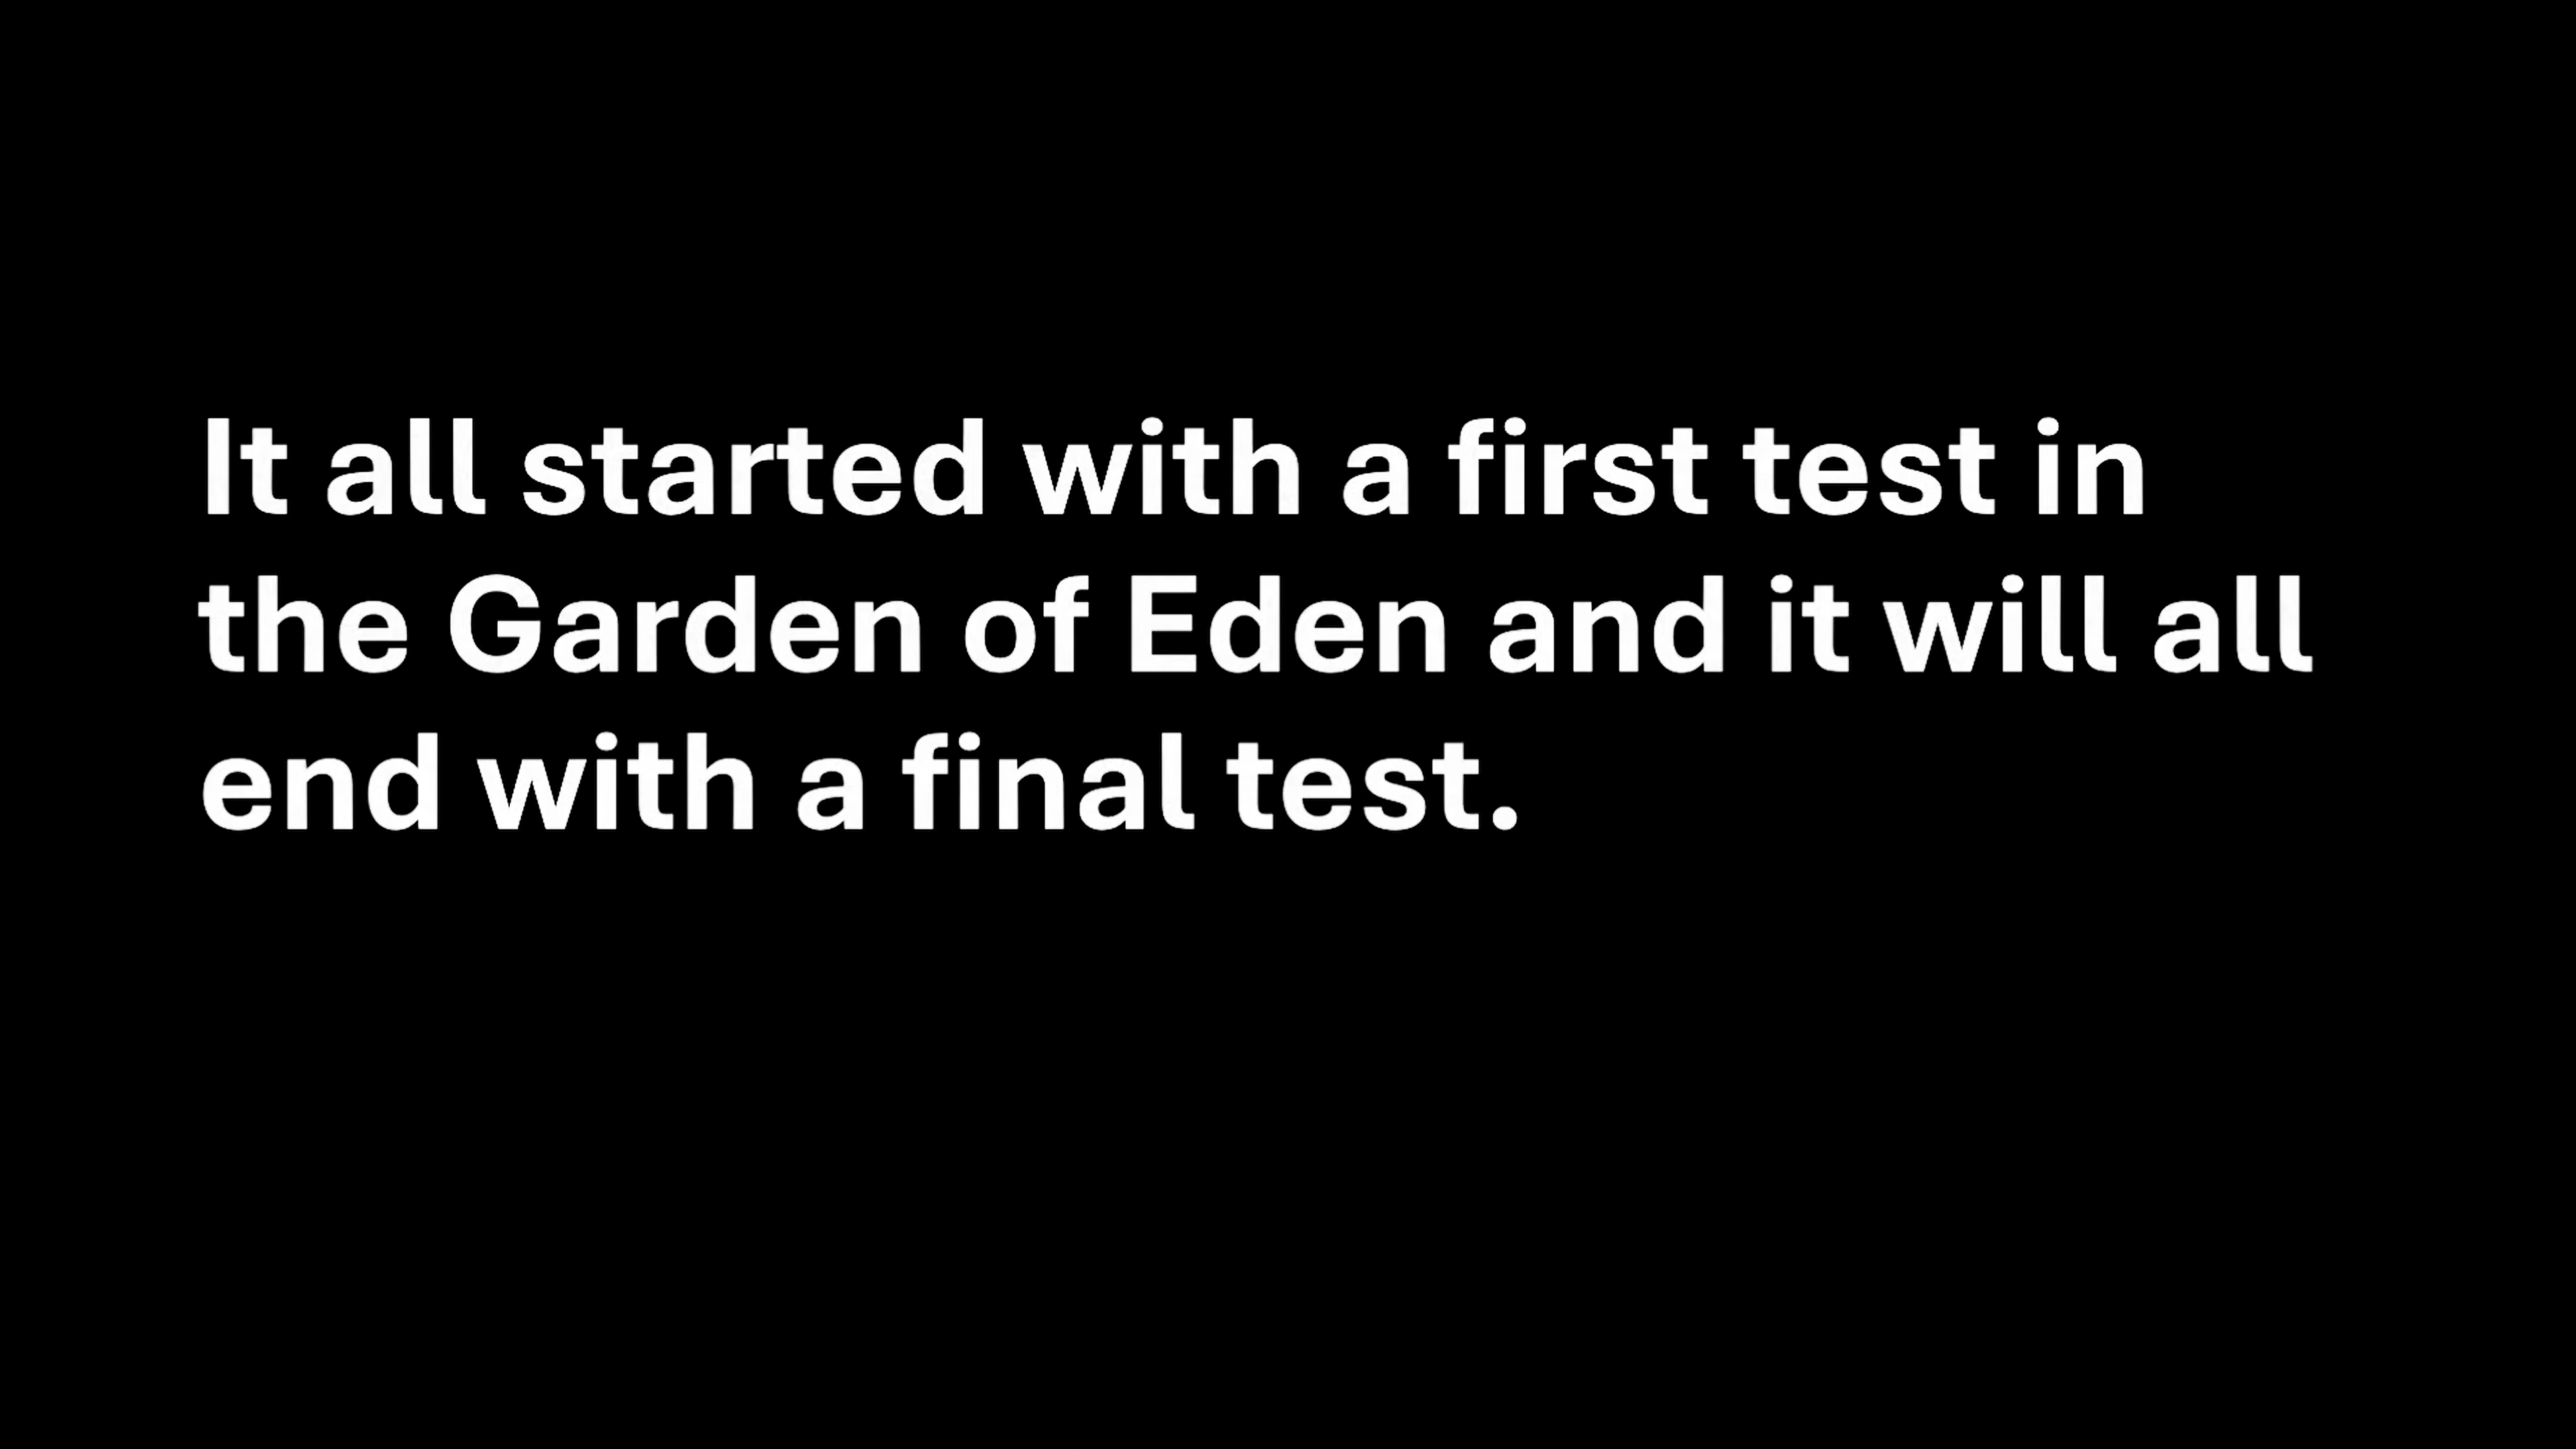 It all started with a first test in
the Garden of Eden and it will all
end with a final test.